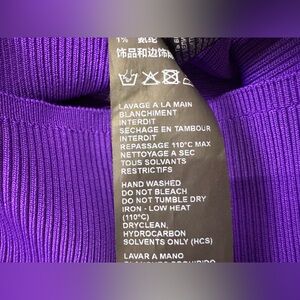 1% 氨纶
饰品和边饰
LAVAGE A LA MAIN
BLANCHIMENT
INTERDIT
SECHAGE EN TAMBOUR
INTERDIT
REPASSAGE 110°C MAX
NETTOYAGE A SEC
TOUS SOLVANTS
RESTRICTIFS
HAND WASHED
DO NOT BLEACH
DO NOT TUMBLE DRY
IRON - LOW HEAT
(110°C)
DRYCLEAN,
HYDROCARBON
SOLVENTS ONLY (HCS)
LAVAR A MANO